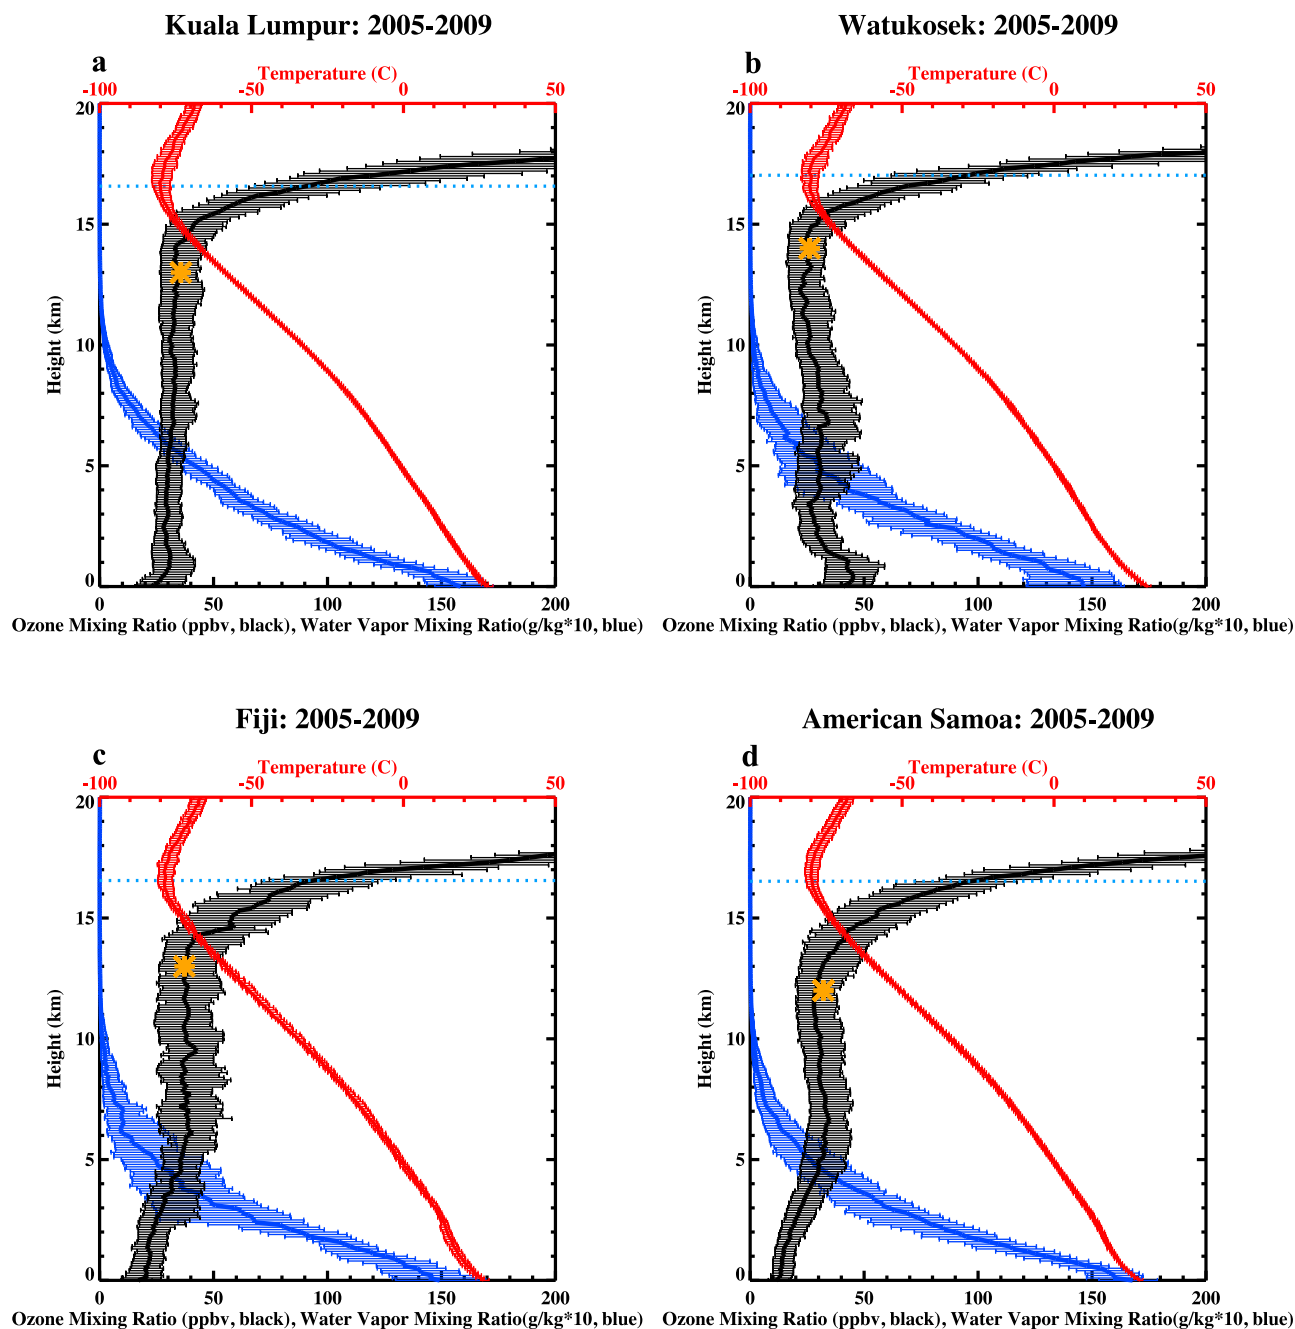 Kuala Lumpur: 2005-2009
a
Temperature (C)
-100 -50 0 50
20
15
10
5
0
Height (km)
0 50 100 150 200
Ozone Mixing Ratio (ppbv, black), Water Vapor Mixing Ratio(g/kg*10, blue)
Watukosek: 2005-2009
b
Temperature (C)
-100 -50 0 50
20
15
10
5
0
Height (km)
0 50 100 150 200
Ozone Mixing Ratio (ppbv, black), Water Vapor Mixing Ratio(g/kg*10, blue)
Fiji: 2005-2009
c
Temperature (C)
-100 -50 0 50
20
15
10
5
0
Height (km)
0 50 100 150 200
Ozone Mixing Ratio (ppbv, black), Water Vapor Mixing Ratio(g/kg*10, blue)
American Samoa: 2005-2009
d
Temperature (C)
-100 -50 0 50
20
15
10
5
0
Height (km)
0 50 100 150 200
Ozone Mixing Ratio (ppbv, black), Water Vapor Mixing Ratio(g/kg*10, blue)